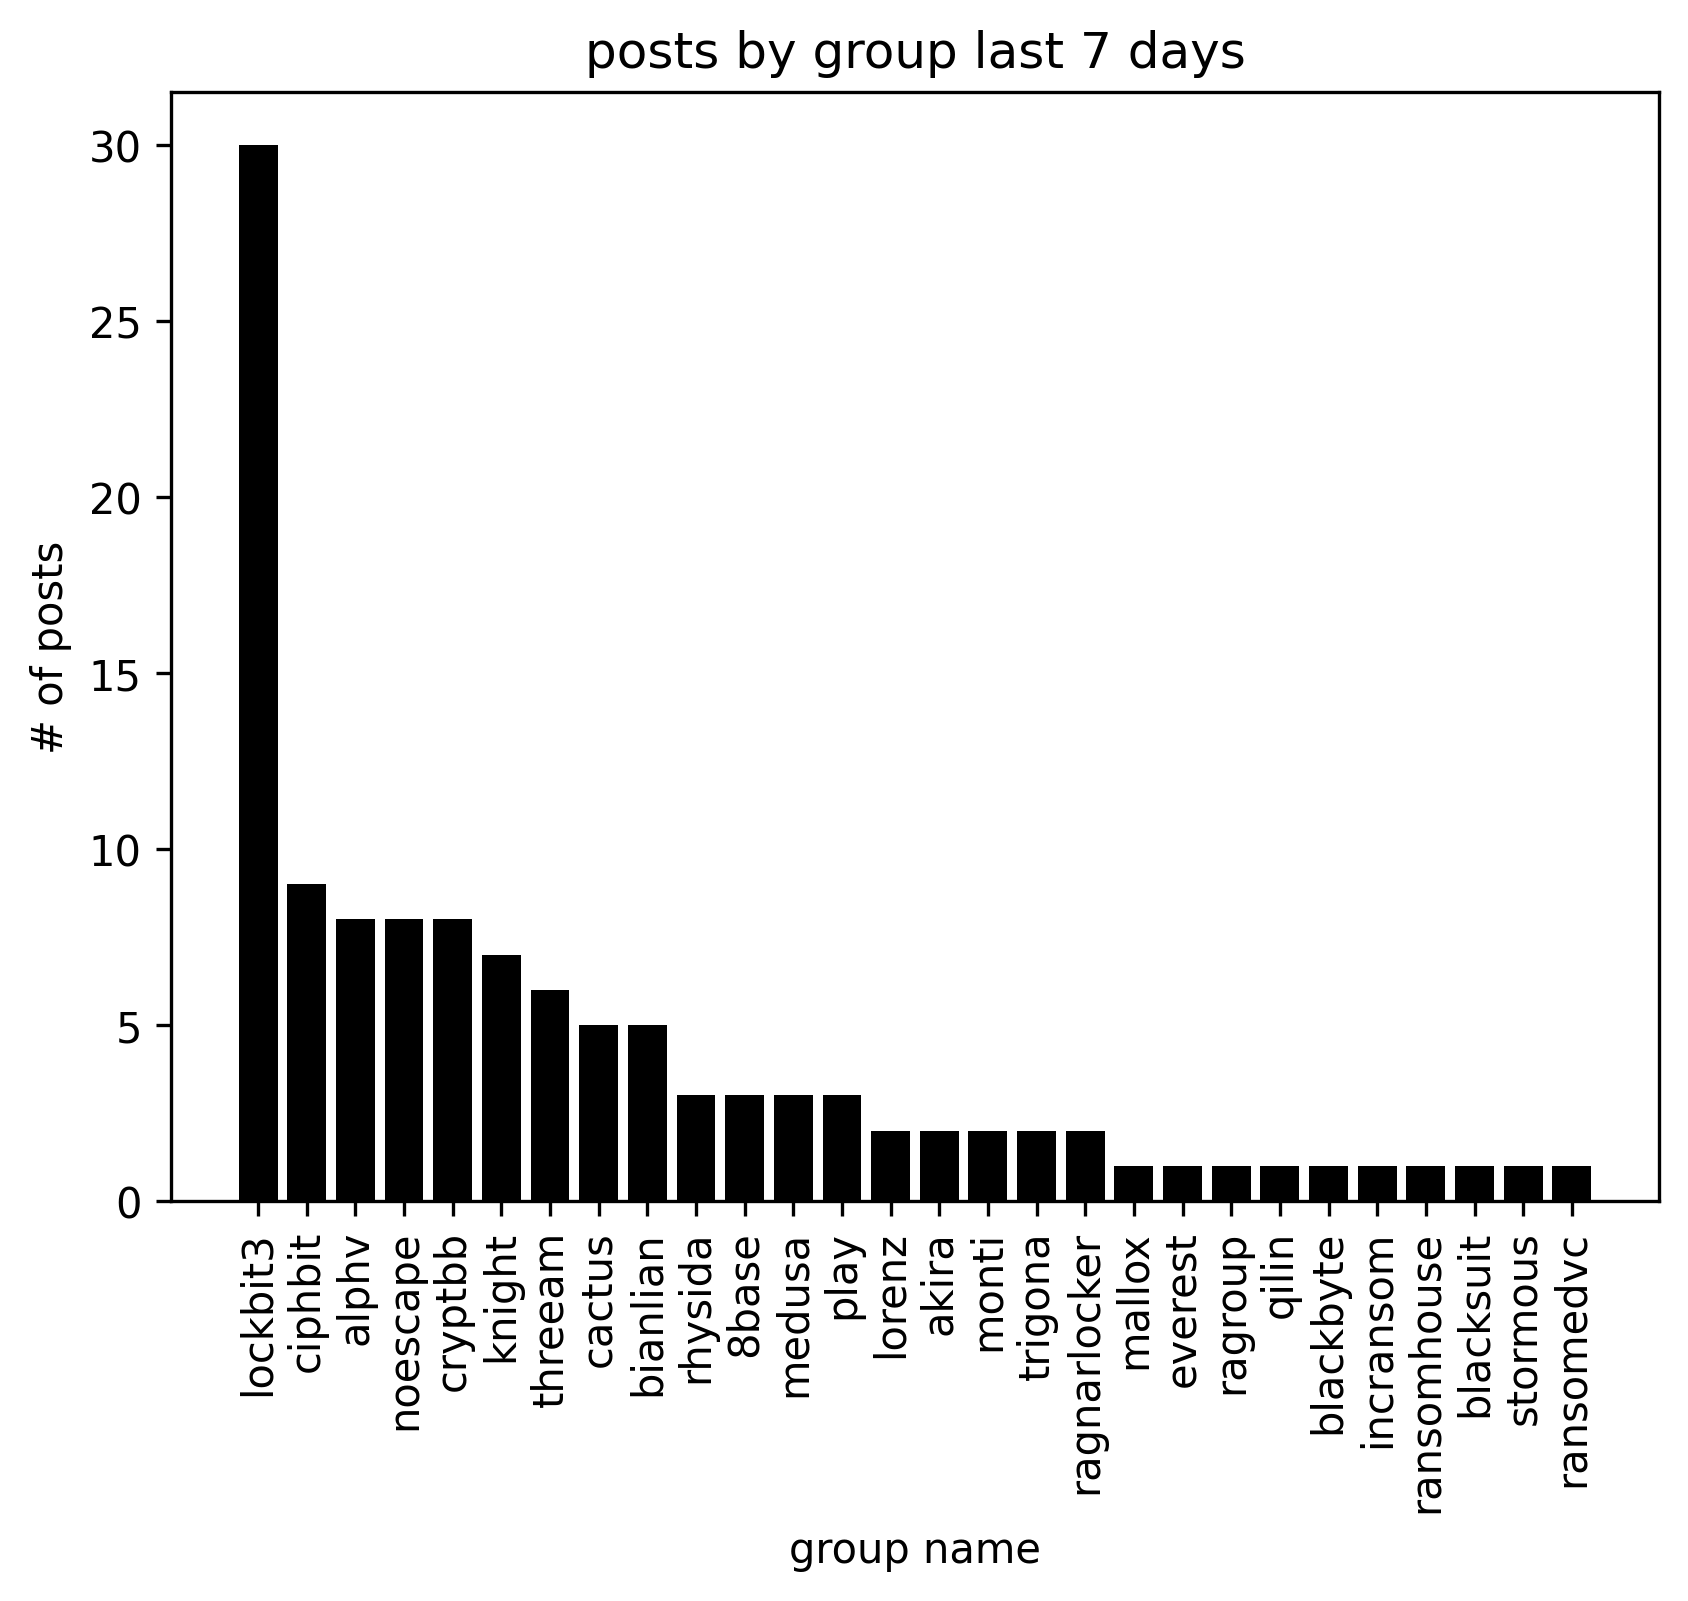 posts by group last 7 days
30
25
20
15
10
5
0
# of posts
lockbit3
ciphbit
alphv
noescape
cryptbb
knight
threeam
cactus
bianlian
rhysida
8base
medusa
play
lorenz
akira
monti
trigona
ragnarlocker
mallox
everest
ragroup
qilin
blackbyte
incransom
ransomhouse
blacksuit
stormous
ransomedvc
group name